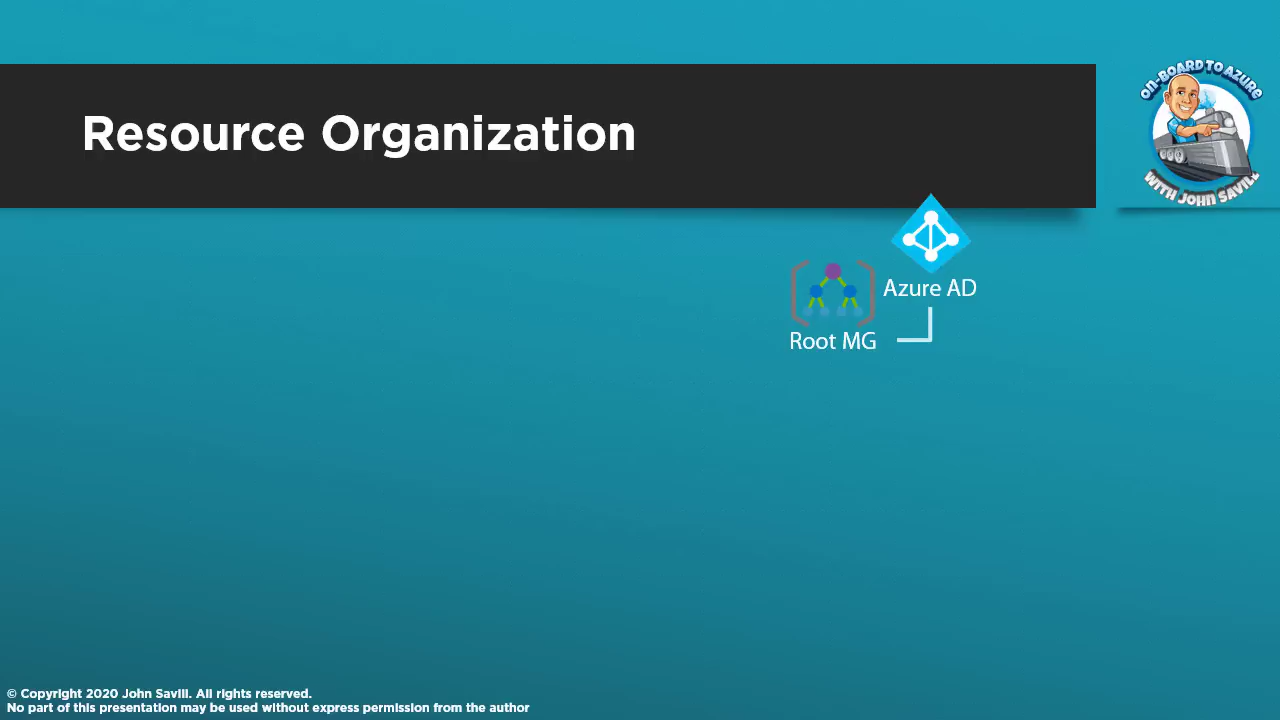 Resource Organization
ON-BOARD TO AZURE
WITH JOHN SAVILL
Azure AD
Root MG
© Copyright 2020 John Savill. All rights reserved.
No part of this presentation may be used without express permission from the author